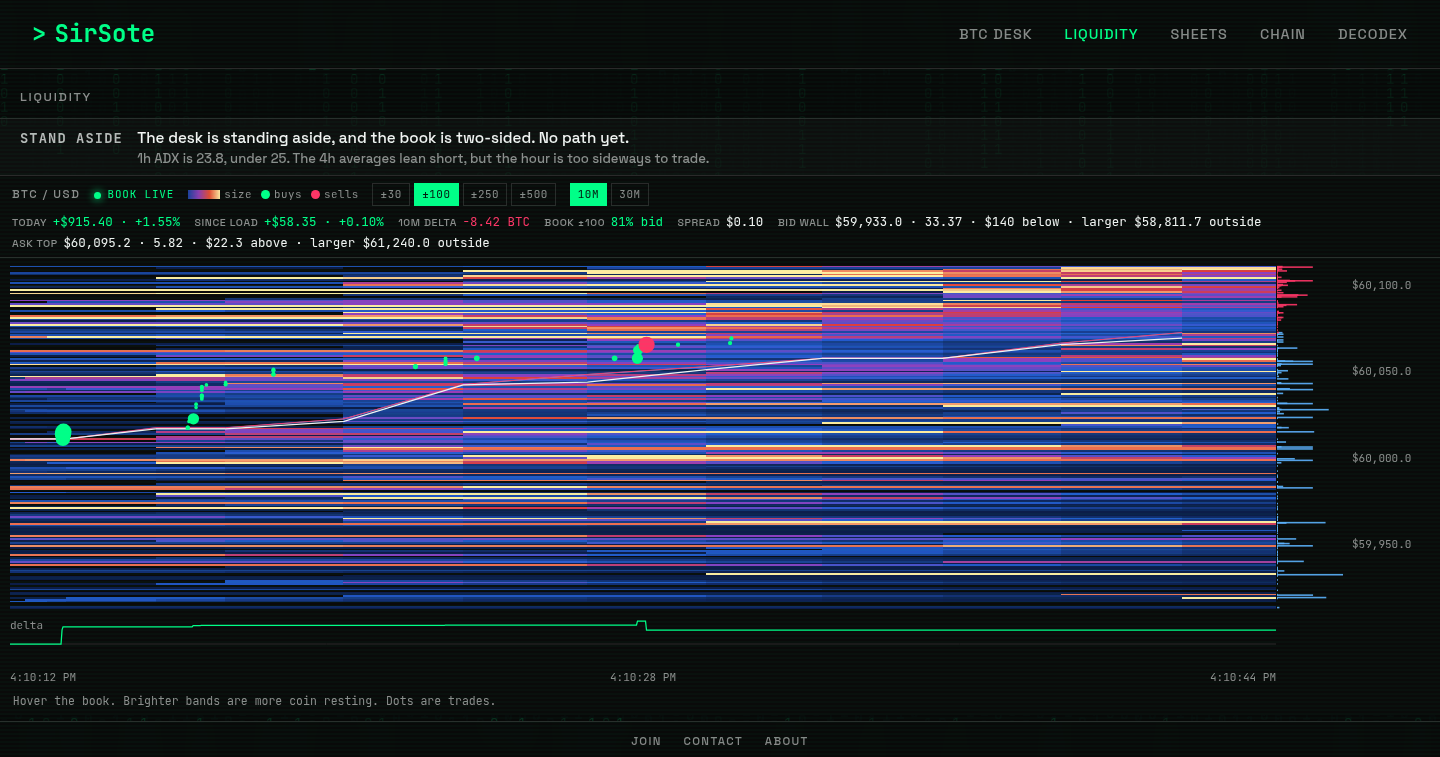 > SirSote
BTC DESK LIQUIDITY SHEETS CHAIN DECODEX
LIQUIDITY
STAND ASIDE The desk is standing aside, and the book is two-sided. No path yet.
1h ADX is 23.8, under 25. The 4h averages lean short, but the hour is too sideways to trade.
BTC / USD BOOK LIVE size buys sells ±30 ±100 ±250 ±500 10M 30M
TODAY +$915.40 · +1.55% SINCE LOAD +$58.35 · +0.10% 10M DELTA -8.42 BTC BOOK ±100 81% bid SPREAD $0.10 BID WALL $59,933.0 · 33.37 · $140 below · larger $58,811.7 outside
ASK TOP $60,095.2 · 5.82 · $22.3 above · larger $61,240.0 outside
$60,100.0
$60,050.0
$60,000.0
$59,950.0
delta
4:10:12 PM 4:10:28 PM 4:10:44 PM
Hover the book. Brighter bands are more coin resting. Dots are trades.
JOIN CONTACT ABOUT